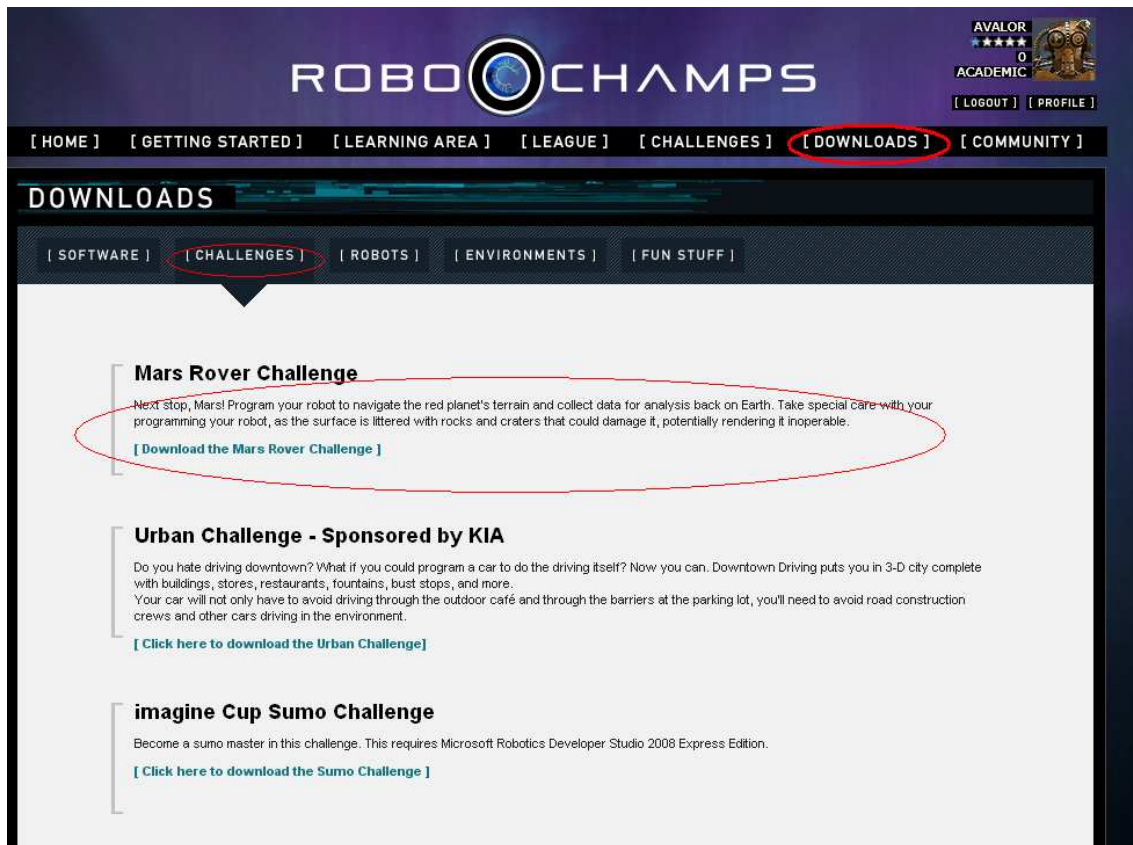 ROBOCHAMPS
AVALOR
★★★★★
0
ACADEMIC
[ LOGOUT ] [ PROFILE ]
[ HOME ] [ GETTING STARTED ] [ LEARNING AREA ] [ LEAGUE ] [ CHALLENGES ] [ DOWNLOADS ] [ COMMUNITY ]
DOWNLOADS
[ SOFTWARE ] [ CHALLENGES ] [ ROBOTS ] [ ENVIRONMENTS ] [ FUN STUFF ]
Mars Rover Challenge
Next stop, Mars! Program your robot to navigate the red planet's terrain and collect data for analysis back on Earth. Take special care with your
programming your robot, as the surface is littered with rocks and craters that could damage it, potentially rendering it inoperable.
[ Download the Mars Rover Challenge ]
Urban Challenge - Sponsored by KIA
Do you hate driving downtown? What if you could program a car to do the driving itself? Now you can. Downtown Driving puts you in 3-D city complete
with buildings, stores, restaurants, fountains, bust stops, and more.
Your car will not only have to avoid driving through the outdoor café and through the barriers at the parking lot, you'll need to avoid road construction
crews and other cars driving in the environment.
[ Click here to download the Urban Challenge]
imagine Cup Sumo Challenge
Become a sumo master in this challenge. This requires Microsoft Robotics Developer Studio 2008 Express Edition.
[ Click here to download the Sumo Challenge ]